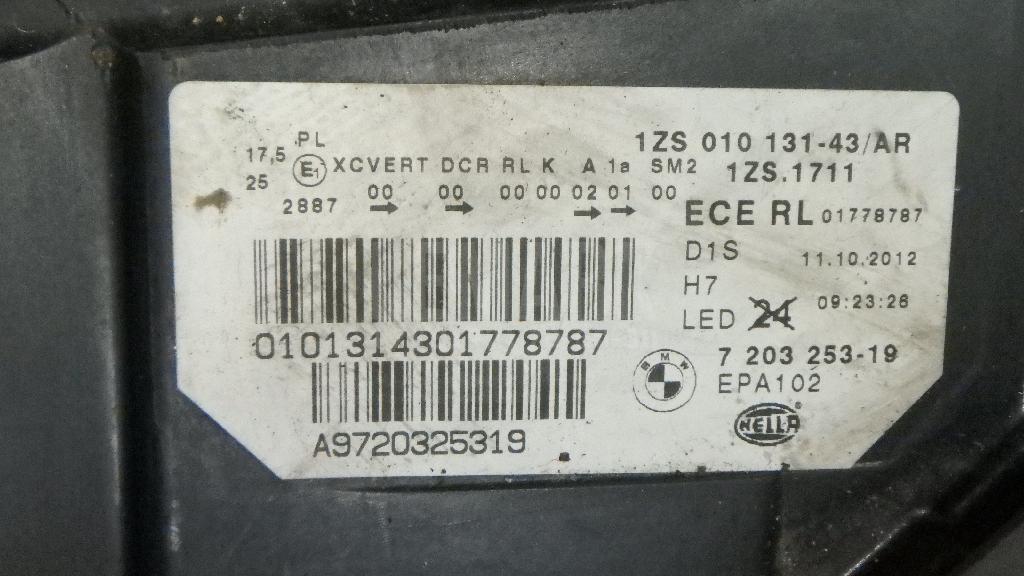 PL
17,5
25
E1
XCVERT DCR RL K A 1a SM2
00 00 00 00 02 01 00
2887
1ZS 010 131-43/AR
1ZS.1711
ECE RL 01778787
D1S
11.10.2012
H7
LED 24
09:23:26
0101314301778787
7 203 253-19
BMW
EPA102
A9720325319
HELLA